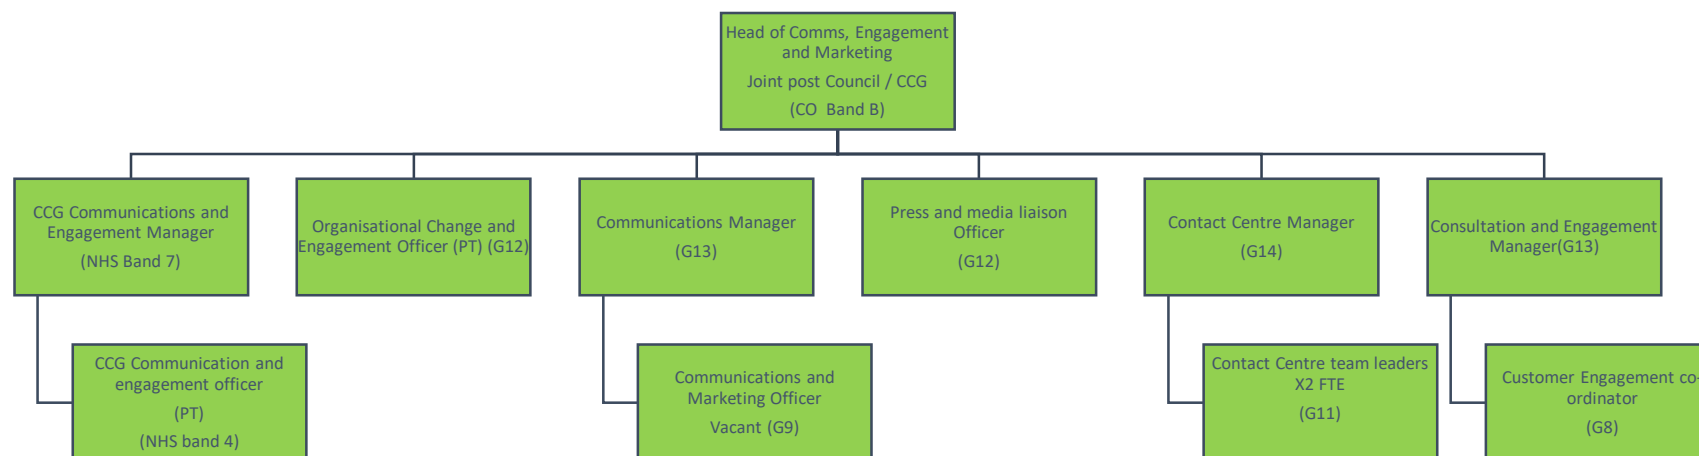 Head of Comms, Engagement
and Marketing
Joint post Council / CCG
(CO Band B)
CCG Communications and
Engagement Manager
(NHS Band 7)
Organisational Change and
Engagement Officer (PT) (G12)
Communications Manager
(G13)
Press and media liaison
Officer
(G12)
Contact Centre Manager
(G14)
Consultation and Engagement
Manager(G13)
CCG Communication and
engagement officer
(PT)
(NHS band 4)
Communications and
Marketing Officer
Vacant (G9)
Contact Centre team leaders
X2 FTE
(G11)
Customer Engagement co-
ordinator
(G8)